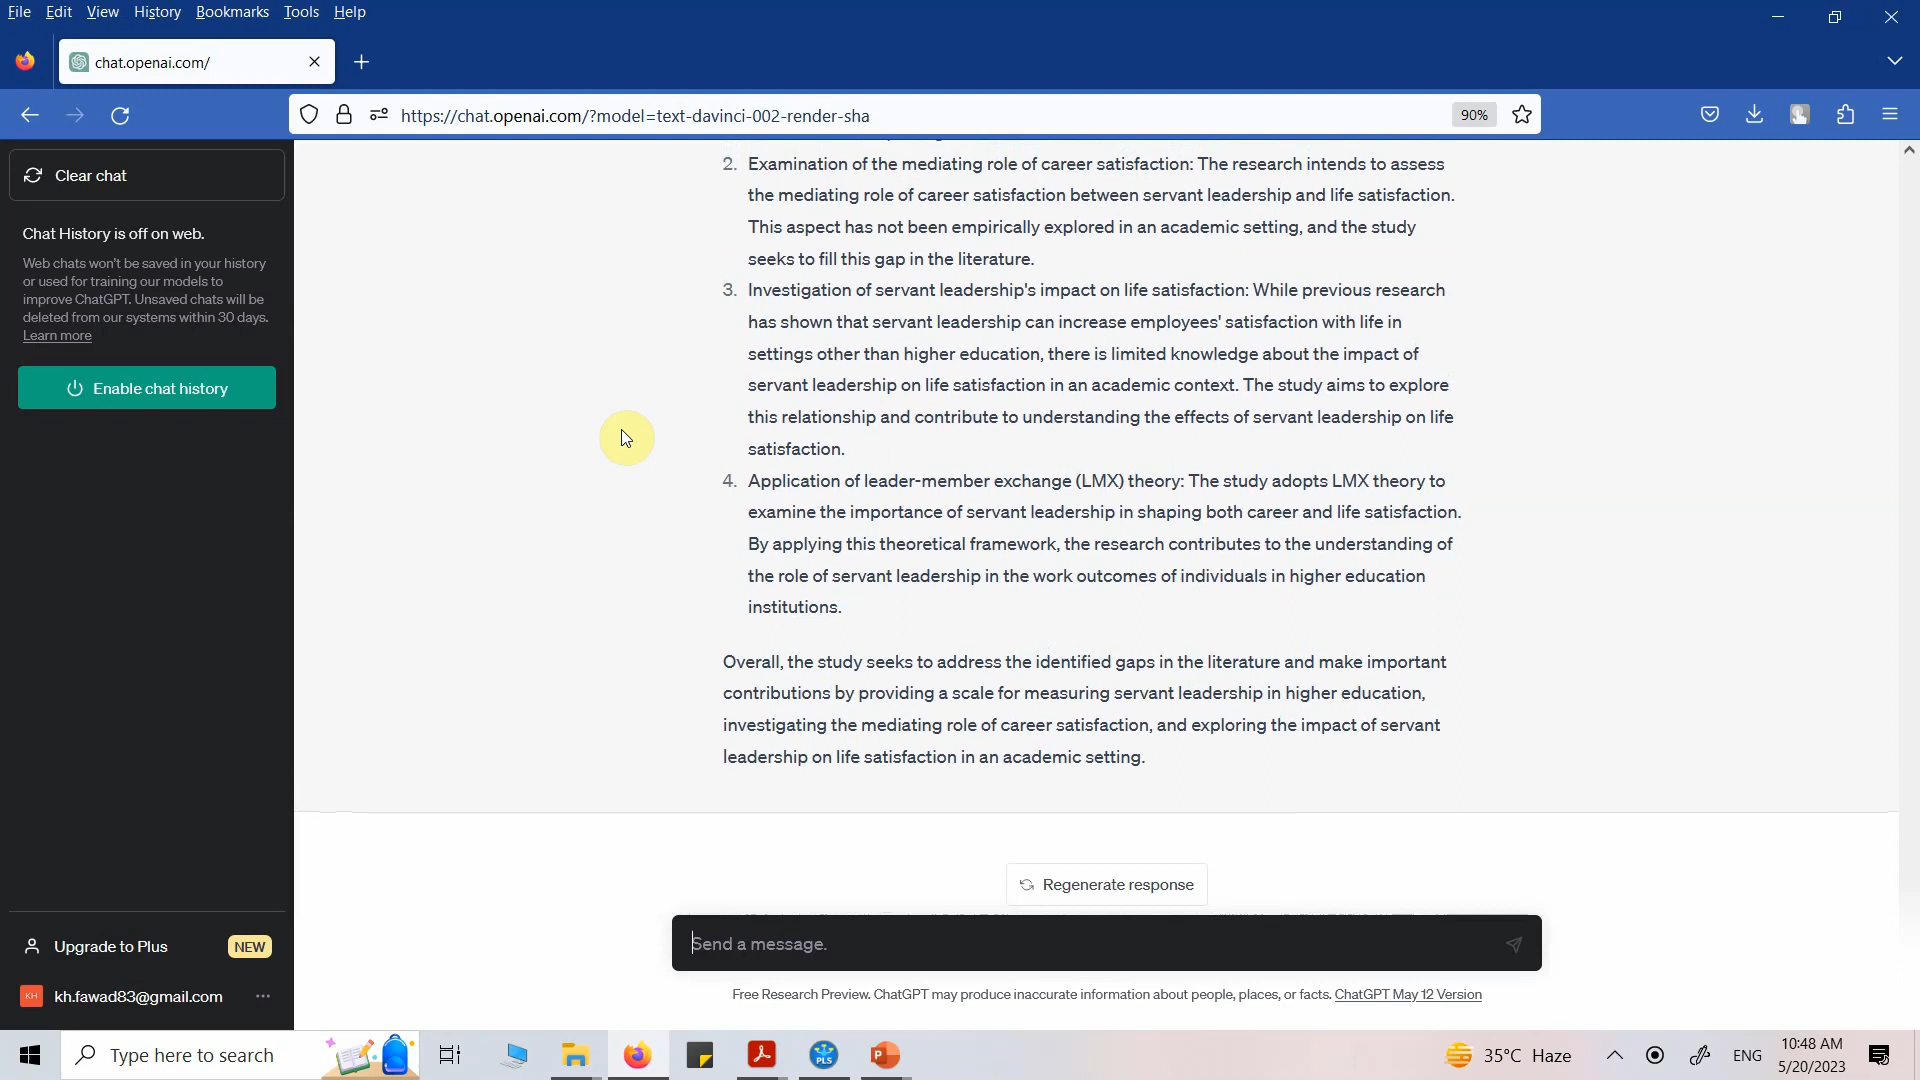 File Edit View History Bookmarks Tools Help
chat.openai.com/
https://chat.openai.com/?model=text-davinci-002-render-sha
90%
Clear chat
Chat History is off on web.
Web chats won't be saved in your history
or used for training our models to
improve ChatGPT. Unsaved chats will be
deleted from our systems within 30 days.
Learn more
Enable chat history
2. Examination of the mediating role of career satisfaction: The research intends to assess
the mediating role of career satisfaction between servant leadership and life satisfaction.
This aspect has not been empirically explored in an academic setting, and the study
seeks to fill this gap in the literature.
3. Investigation of servant leadership's impact on life satisfaction: While previous research
has shown that servant leadership can increase employees' satisfaction with life in
settings other than higher education, there is limited knowledge about the impact of
servant leadership on life satisfaction in an academic context. The study aims to explore
this relationship and contribute to understanding the effects of servant leadership on life
satisfaction.
4. Application of leader-member exchange (LMX) theory: The study adopts LMX theory to
examine the importance of servant leadership in shaping both career and life satisfaction.
By applying this theoretical framework, the research contributes to the understanding of
the role of servant leadership in the work outcomes of individuals in higher education
institutions.
Overall, the study seeks to address the identified gaps in the literature and make important
contributions by providing a scale for measuring servant leadership in higher education,
investigating the mediating role of career satisfaction, and exploring the impact of servant
leadership on life satisfaction in an academic setting.
Regenerate response
Send a message.
Free Research Preview. ChatGPT may produce inaccurate information about people, places, or facts. ChatGPT May 12 Version
Upgrade to Plus NEW
KH kh.fawad83@gmail.com
Type here to search
PLS
35°C Haze
ENG
10:48 AM
5/20/2023